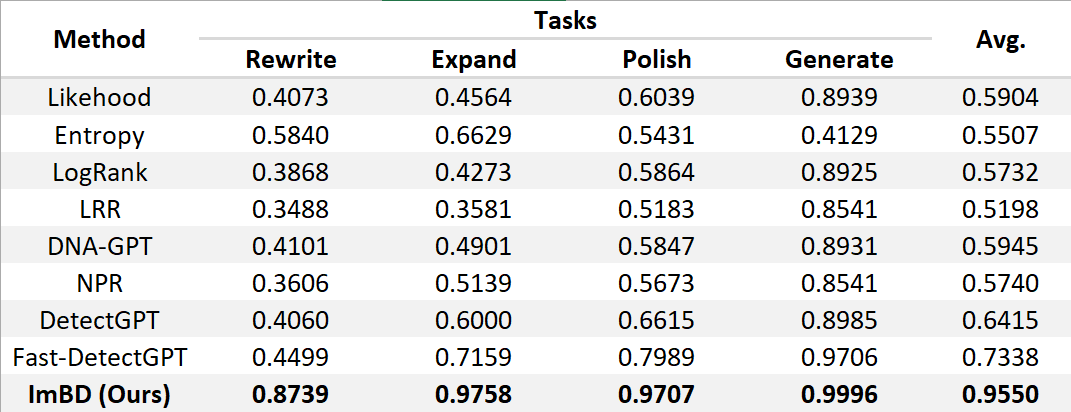 Method Tasks Avg.
Rewrite Expand Polish Generate
Likehood 0.4073 0.4564 0.6039 0.8939 0.5904
Entropy 0.5840 0.6629 0.5431 0.4129 0.5507
LogRank 0.3868 0.4273 0.5864 0.8925 0.5732
LRR 0.3488 0.3581 0.5183 0.8541 0.5198
DNA-GPT 0.4101 0.4901 0.5847 0.8931 0.5945
NPR 0.3606 0.5139 0.5673 0.8541 0.5740
DetectGPT 0.4060 0.6000 0.6615 0.8985 0.6415
Fast-DetectGPT 0.4499 0.7159 0.7989 0.9706 0.7338
ImBD (Ours) 0.8739 0.9758 0.9707 0.9996 0.9550